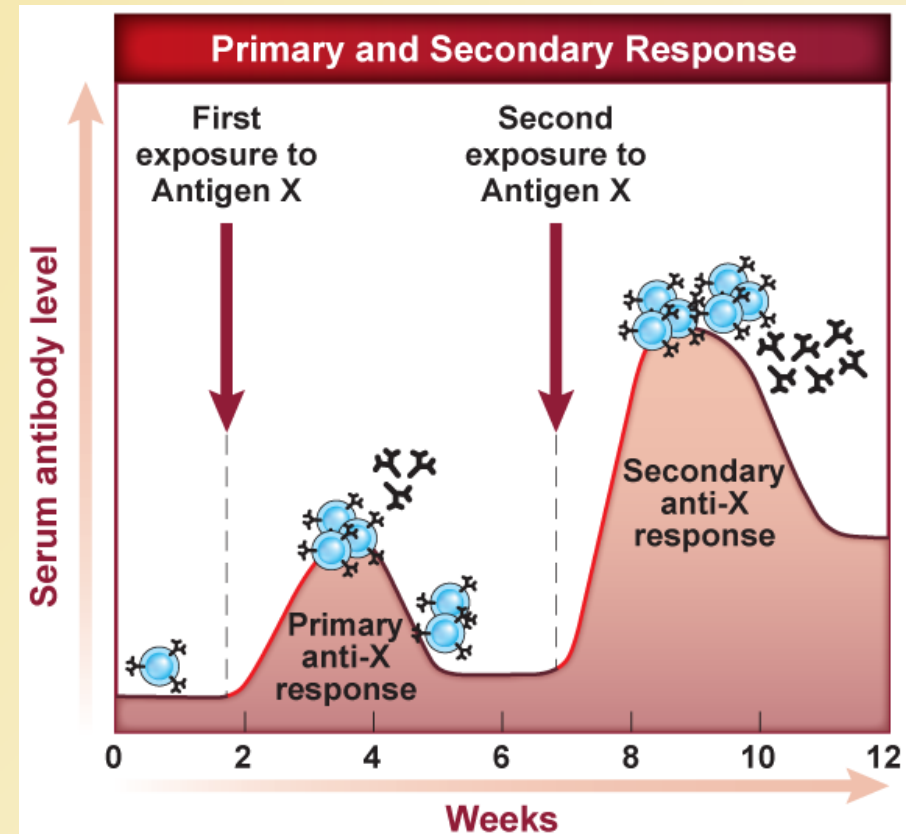 Primary and Secondary Response
First
exposure to
Antigen X
Second
exposure to
Antigen X
Serum antibody level
Primary
anti-X
response
Secondary
anti-X
response
0 2 4 6 8 10 12
Weeks